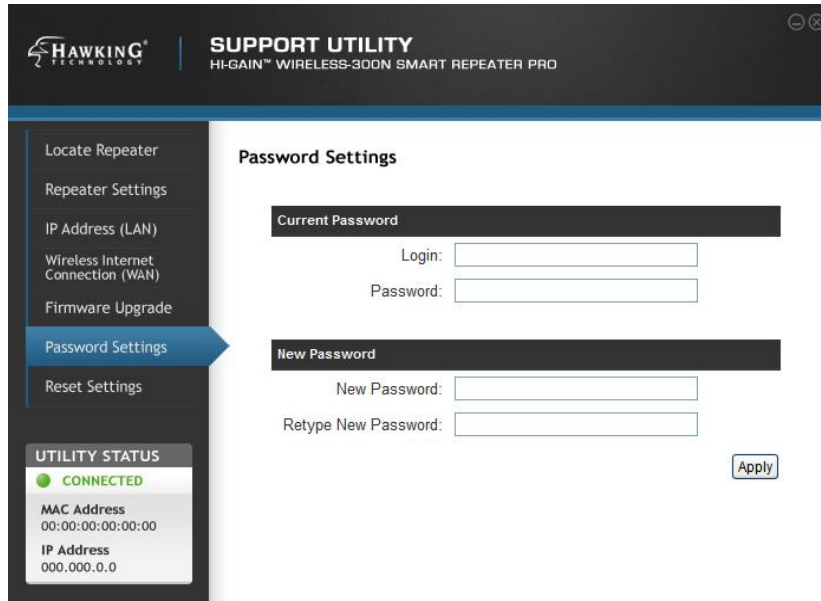 HAWKING®
TECHNOLOGY
SUPPORT UTILITY
HI-GAIN™ WIRELESS-300N SMART REPEATER PRO
Locate Repeater
Repeater Settings
IP Address (LAN)
Wireless Internet
Connection (WAN)
Firmware Upgrade
Password Settings
Reset Settings
UTILITY STATUS
CONNECTED
MAC Address
00:00:00:00:00:00
IP Address
000.000.0.0
Password Settings
Current Password
Login:
Password:
New Password
New Password:
Retype New Password:
Apply